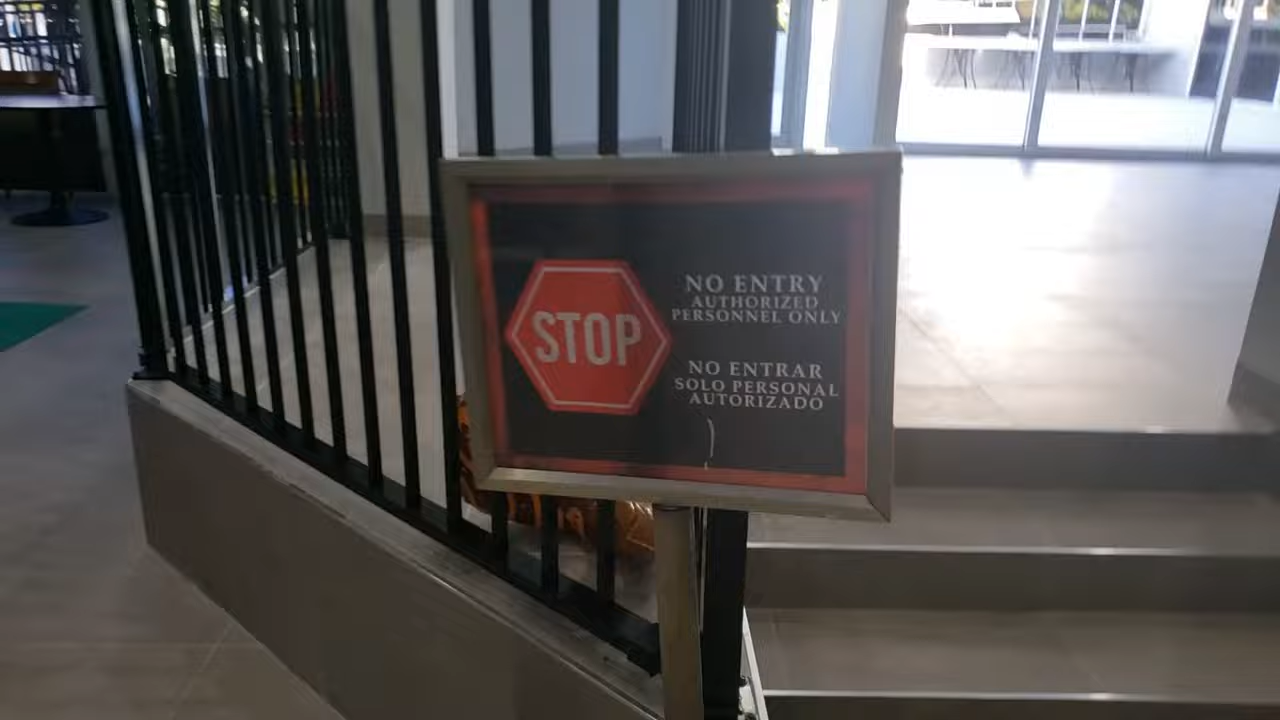 STOP
NO ENTRY
AUTHORIZED
PERSONNEL ONLY
NO ENTRAR
SOLO PERSONAL
AUTORIZADO